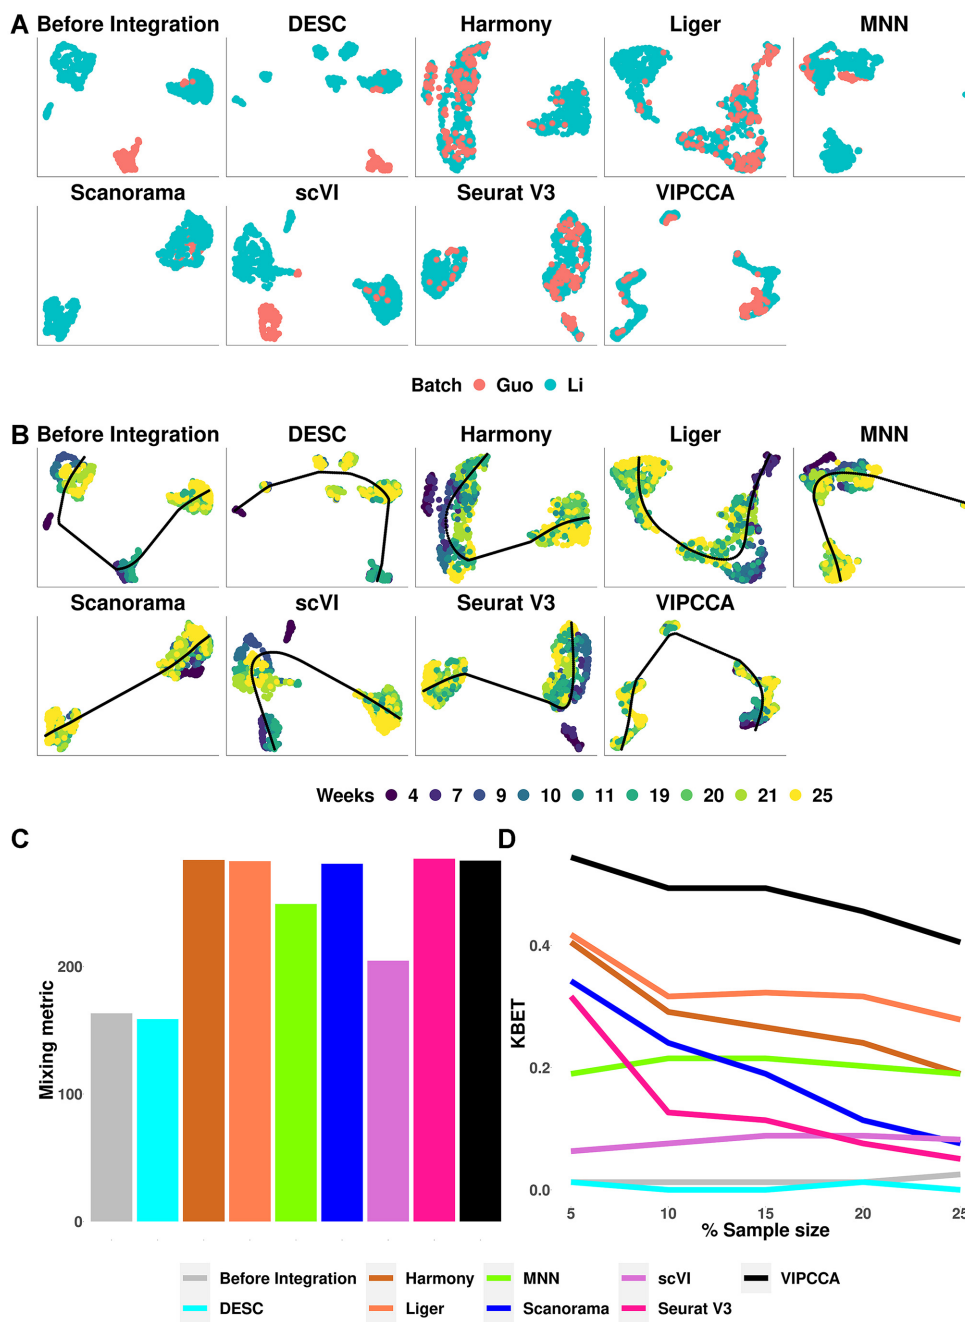 A
Before Integration DESC Harmony Liger MNN
Scanorama scVI Seurat V3 VIPCCA
Batch Guo Li
B
Before Integration DESC Harmony Liger MNN
Scanorama scVI Seurat V3 VIPCCA
Weeks 4 7 9 10 11 19 20 21 25
C
Mixing metric
200
100
0
D
KBET
0.4
0.2
0.0
5 10 15 20 25
% Sample size
Before Integration Harmony MNN scVI VIPCCA
DESC Liger Scanorama Seurat V3